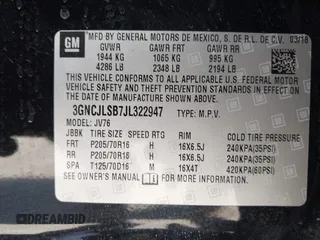 GM
MFD BY GENERAL MOTORS DE MEXICO, S. DE R.L. DE C.V. 03/18
GVWR GAWR FRT GAWR RR
1944 KG 1065 KG 995 KG
4286 LB 2348 LB 2194 LB
THIS VEHICLE CONFORMS TO ALL APPLICABLE U.S. FEDERAL MOTOR
VEHICLE SAFETY AND THEFT PREVENTION STANDARDS IN EFFECT ON
THE DATE OF MANUFACTURE SHOWN ABOVE.
3GNCJLSB7JL322947 TYPE: M.P.V.
MODEL: JV76
JBBK TIRE SIZE SPEED RTG RIM COLD TIRE PRESSURE
FRT P205/70R16 H 16X6.5J 240KPA(35PSI)
RR P205/70R16 H 16X6.5J 240KPA(35PSI)
SPA T125/70D16 M 16X4T 420KPA(60PSI)
SEE OWNER'S MANUAL FOR ADDITIONAL INFORMATION.
DREAMBID